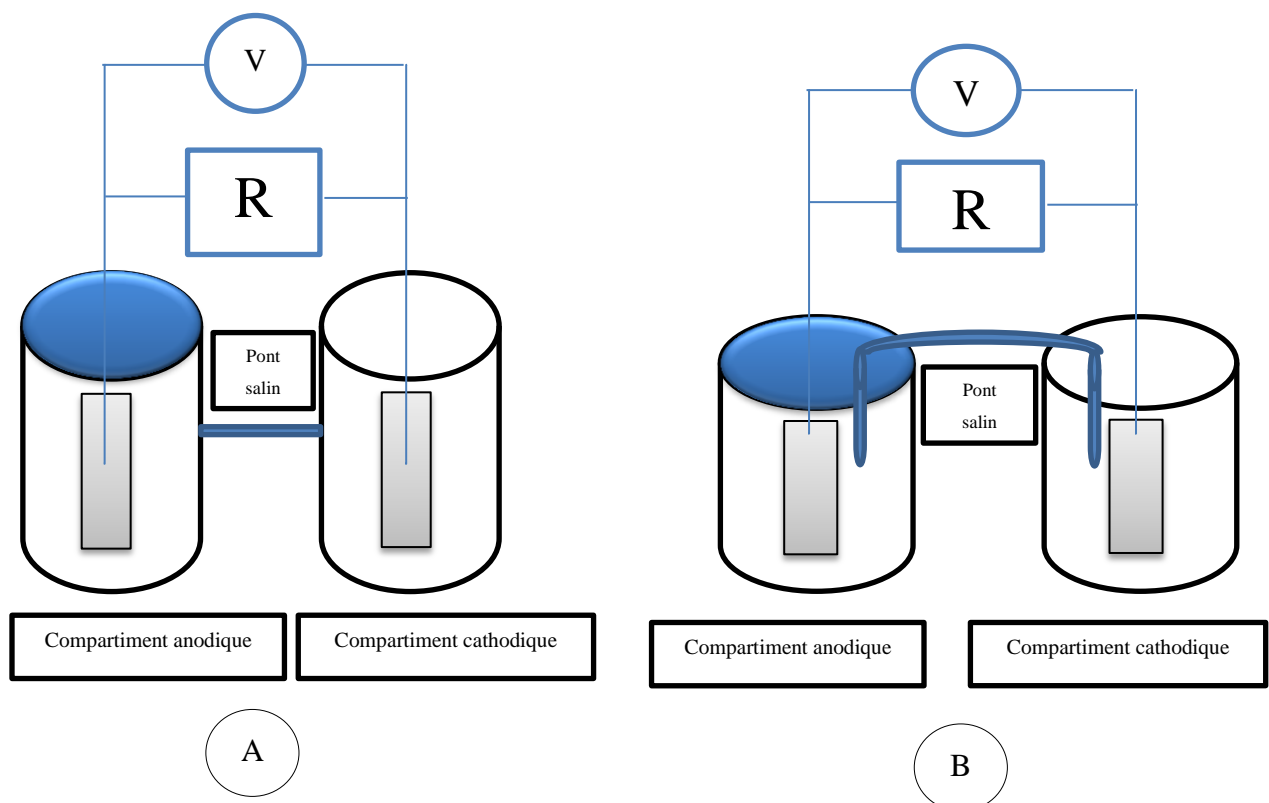 V
R
Pont
salin
Compartiment anodique
Compartiment cathodique
A
V
R
Pont
salin
Compartiment anodique
Compartiment cathodique
B